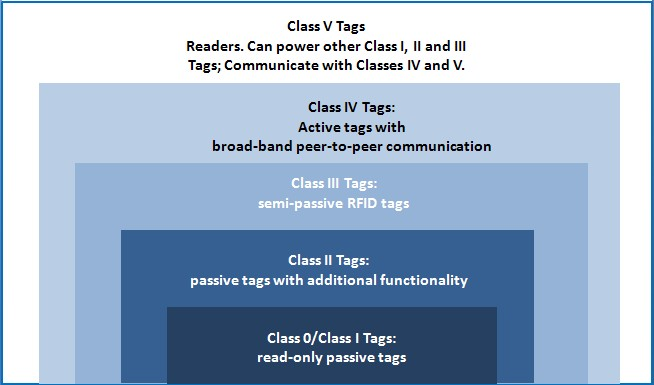 Class V Tags
Readers. Can power other Class I, II and III
Tags; Communicate with Classes IV and V.
Class IV Tags:
Active tags with
broad-band peer-to-peer communication
Class III Tags:
semi-passive RFID tags
Class II Tags:
passive tags with additional functionality
Class 0/Class I Tags:
read-only passive tags